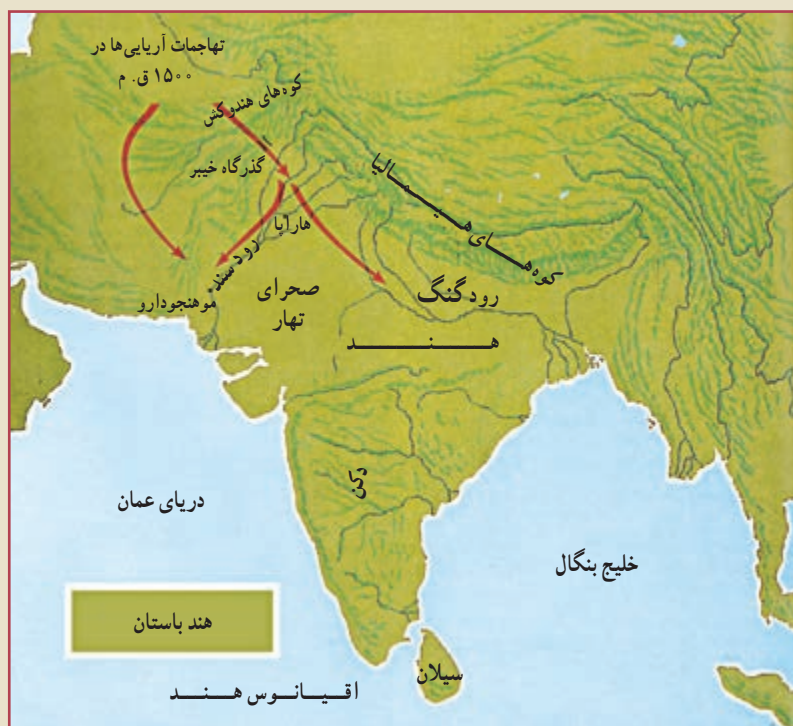 تهاجمات آریایی‌ها در
۱۵۰۰ ق. م
کوه‌های هندوکش
گذرگاه خیبر
کوه‌های هیمالیا
هاراپا
رود سند
موهنجودارو
صحرای
تهار
رود گنگ
هند
دکن
دریای عمان
خلیج بنگال
هند باستان
سیلان
اقیانوس هند